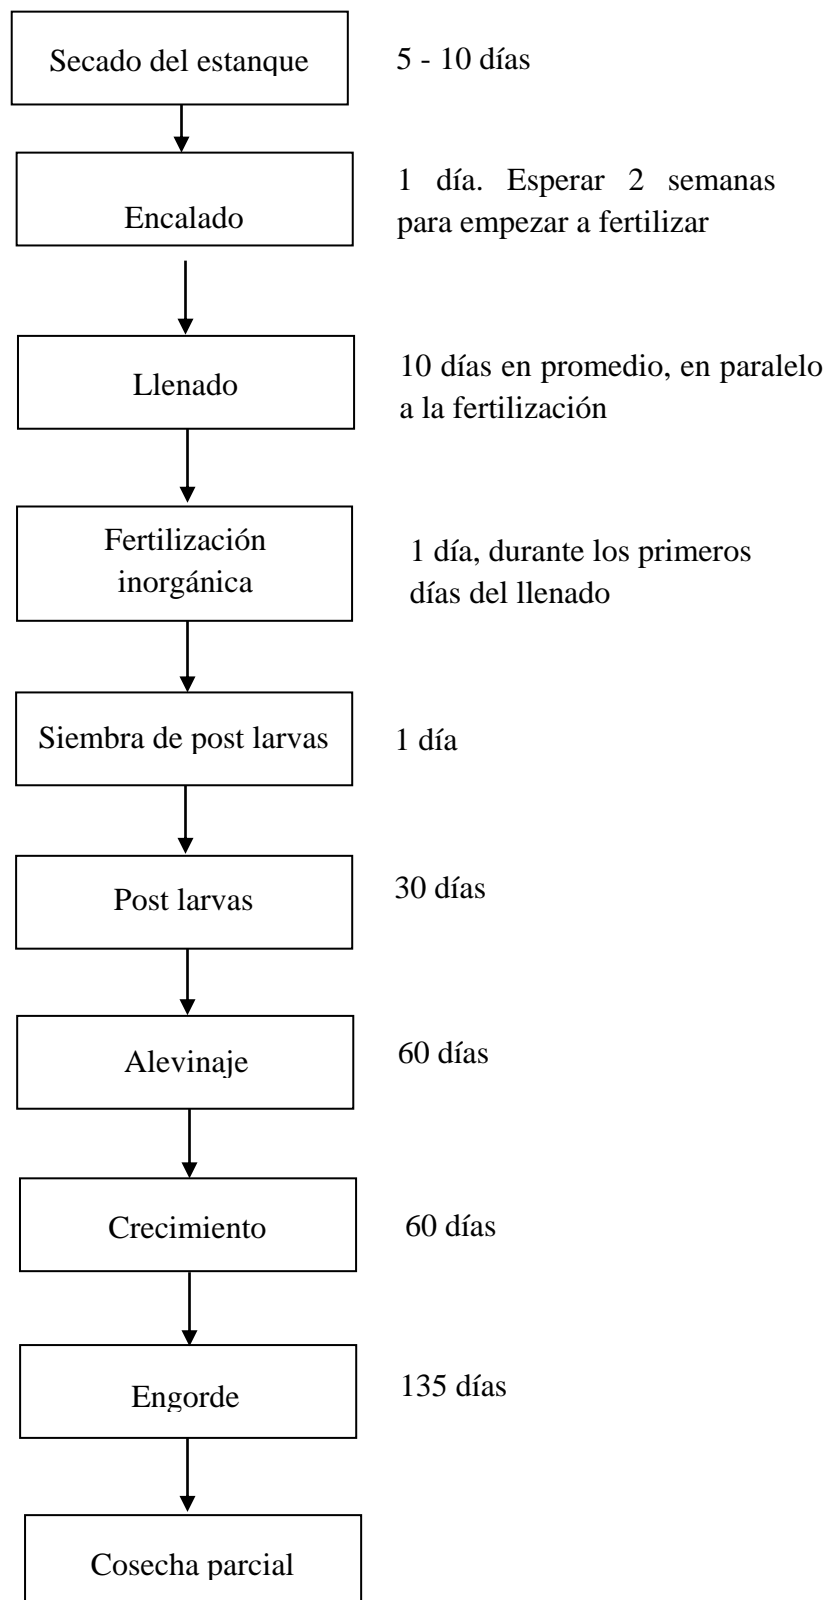 Secado del estanque
5 - 10 días
Encalado
1 día. Esperar 2 semanas
para empezar a fertilizar
Llenado
10 días en promedio, en paralelo
a la fertilización
Fertilización
inorgánica
1 día, durante los primeros
días del llenado
Siembra de post larvas
1 día
Post larvas
30 días
Alevinaje
60 días
Crecimiento
60 días
Engorde
135 días
Cosecha parcial